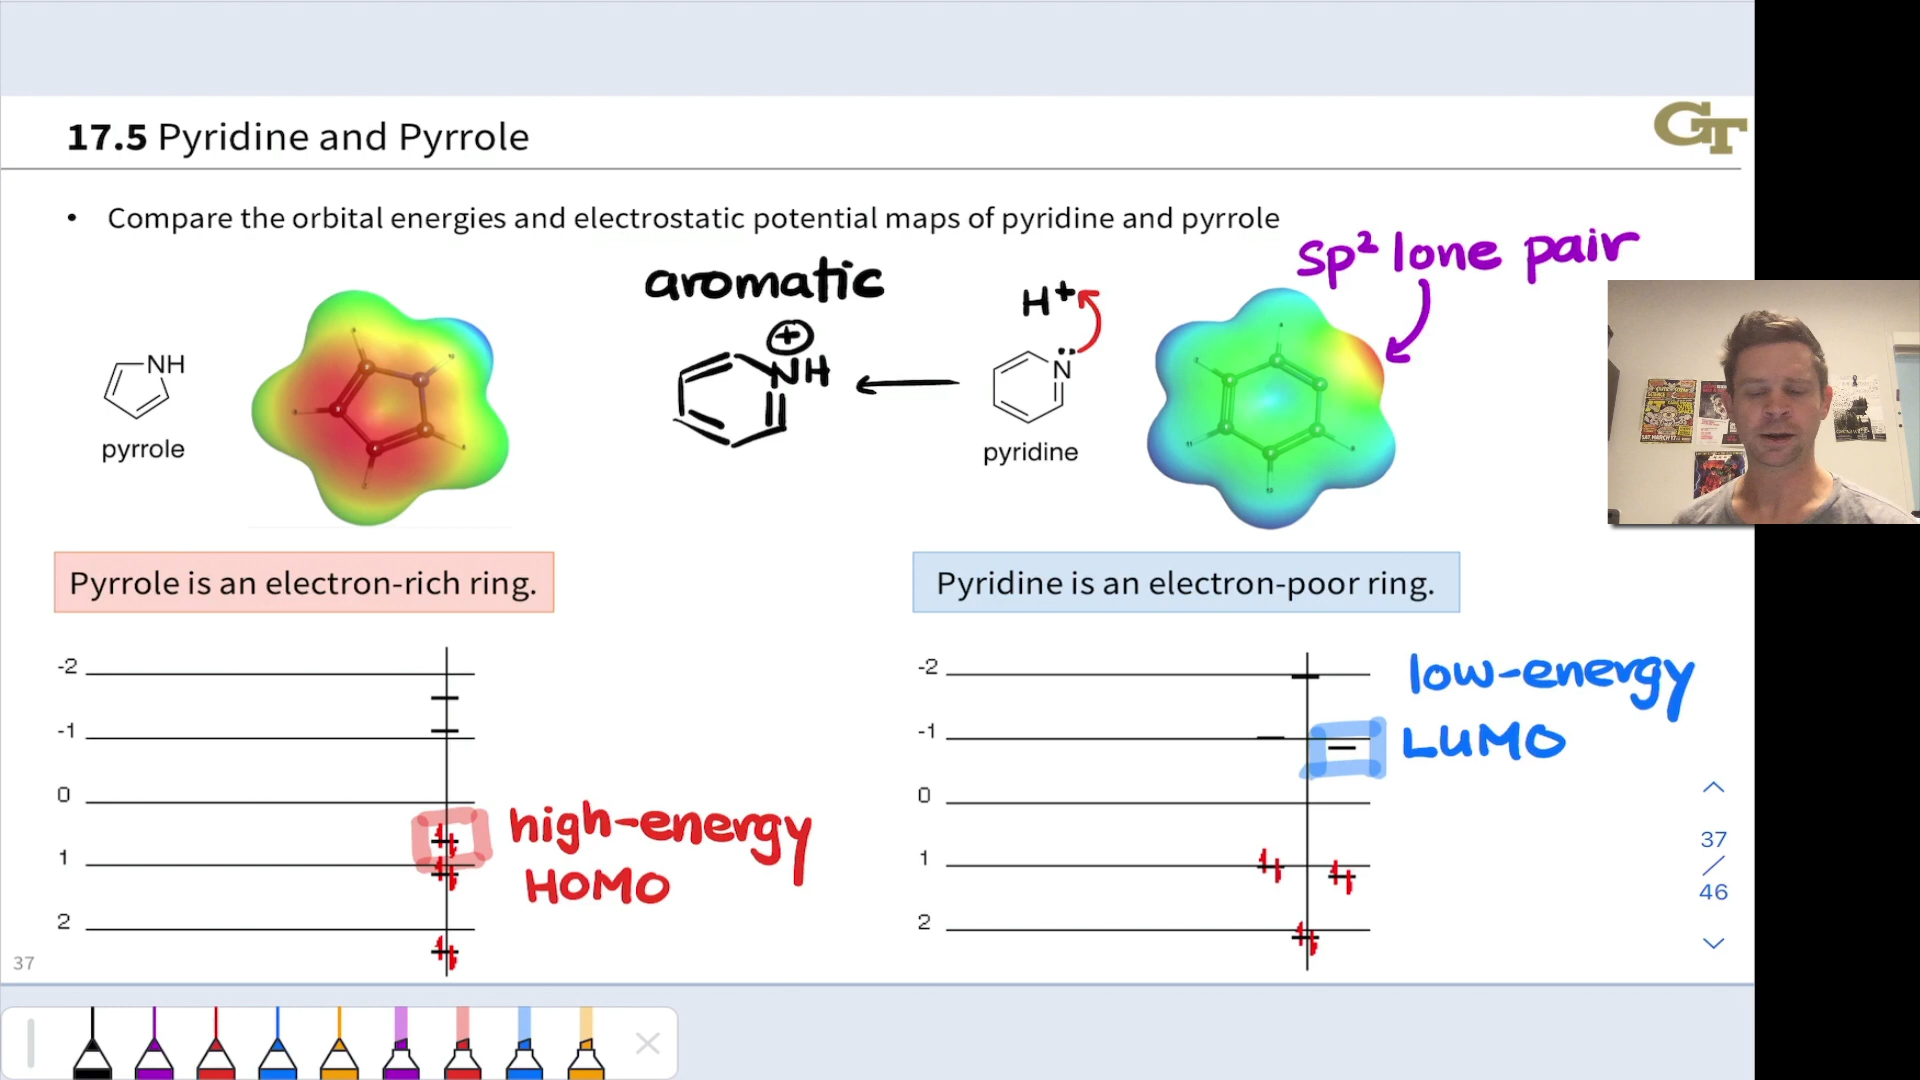 17.5 Pyridine and Pyrrole
GT
• Compare the orbital energies and electrostatic potential maps of pyridine and pyrrole
sp² lone pair
aromatic
H+
⊕
NH
NH
N
pyrrole
pyridine
Pyrrole is an electron-rich ring.
Pyridine is an electron-poor ring.
-2
-1
0
1
2
high-energy
HOMO
-2
-1
0
1
2
low-energy
LUMO
37
/
46
37